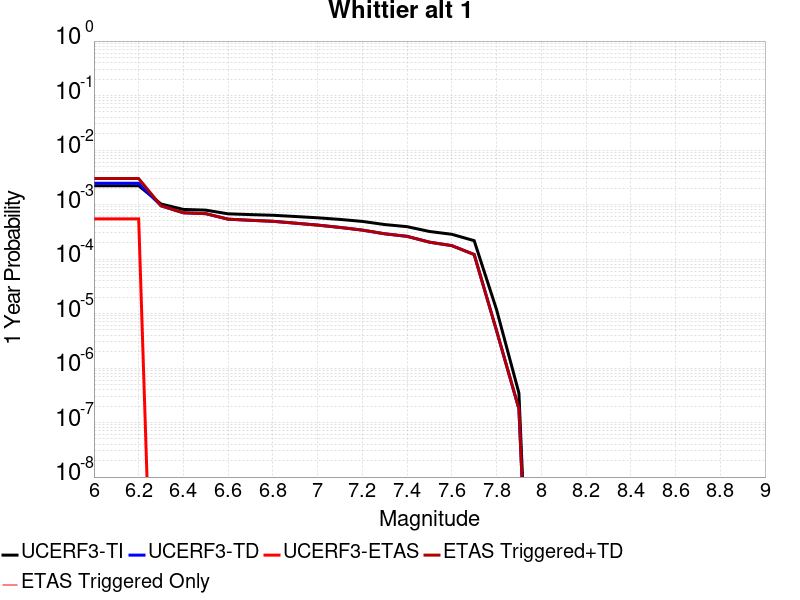 Whittier alt 1
10 0
10 -1
10 -2
10 -3
10 -4
10 -5
10 -6
10 -7
10 -8
1 Year Probability
6 6.2 6.4 6.6 6.8 7 7.2 7.4 7.6 7.8 8 8.2 8.4 8.6 8.8 9
Magnitude
UCERF3-TI UCERF3-TD UCERF3-ETAS ETAS Triggered+TD
ETAS Triggered Only